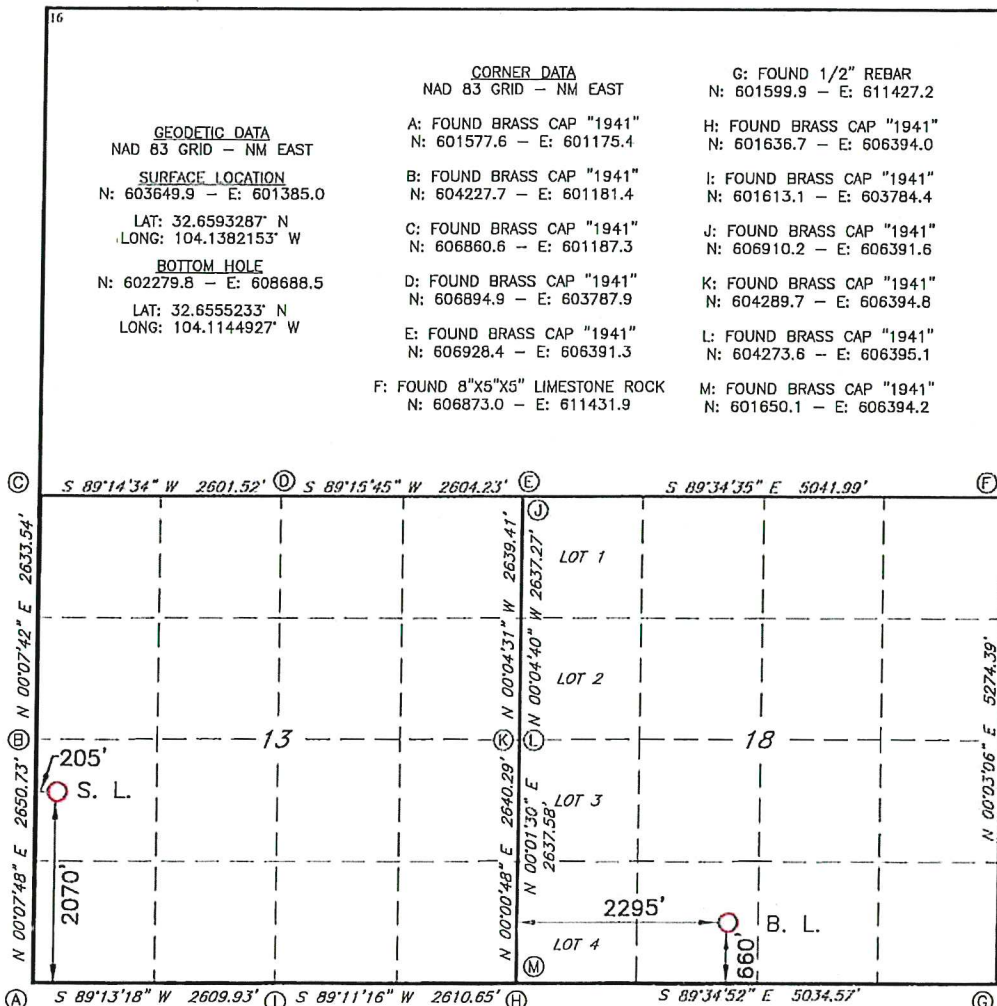 16
GEODETIC DATA
NAD 83 GRID – NM EAST
SURFACE LOCATION
N: 603649.9 – E: 601385.0
LAT: 32.6593287° N
LONG: 104.1382153° W
BOTTOM HOLE
N: 602279.8 – E: 608688.5
LAT: 32.6555233° N
LONG: 104.1144927° W
CORNER DATA
NAD 83 GRID – NM EAST
A: FOUND BRASS CAP "1941"
N: 601577.6 – E: 601175.4
B: FOUND BRASS CAP "1941"
N: 604227.7 – E: 601181.4
C: FOUND BRASS CAP "1941"
N: 606860.6 – E: 601187.3
D: FOUND BRASS CAP "1941"
N: 606894.9 – E: 603787.9
E: FOUND BRASS CAP "1941"
N: 606928.4 – E: 606391.3
F: FOUND 8"X5"X5" LIMESTONE ROCK
N: 606873.0 – E: 611431.9
G: FOUND 1/2" REBAR
N: 601599.9 – E: 611427.2
H: FOUND BRASS CAP "1941"
N: 601636.7 – E: 606394.0
I: FOUND BRASS CAP "1941"
N: 601613.1 – E: 603784.4
J: FOUND BRASS CAP "1941"
N: 606910.2 – E: 606391.6
K: FOUND BRASS CAP "1941"
N: 604289.7 – E: 606394.8
L: FOUND BRASS CAP "1941"
N: 604273.6 – E: 606395.1
M: FOUND BRASS CAP "1941"
N: 601650.1 – E: 606394.2
C S 89°14'34" W 2601.52' D S 89°15'45" W 2604.23' E S 89°34'35" E 5041.99' F
J
N 00°07'42" E 2633.54'
N 00°04'31" W 2639.41'
N 00°04'40" W 2637.27'
LOT 1
LOT 2
N 00°03'06" E 5274.39'
B 13 K L 18
205'
S. L.
2070'
N 00°07'48" E 2650.73'
N 00°00'48" E 2640.29'
N 00°01'30" E
2637.58'
LOT 3
2295'
B. L.
660'
LOT 4
M
A S 89°13'18" W 2609.93' I S 89°11'16" W 2610.65' H S 89°34'52" E 5034.57' G